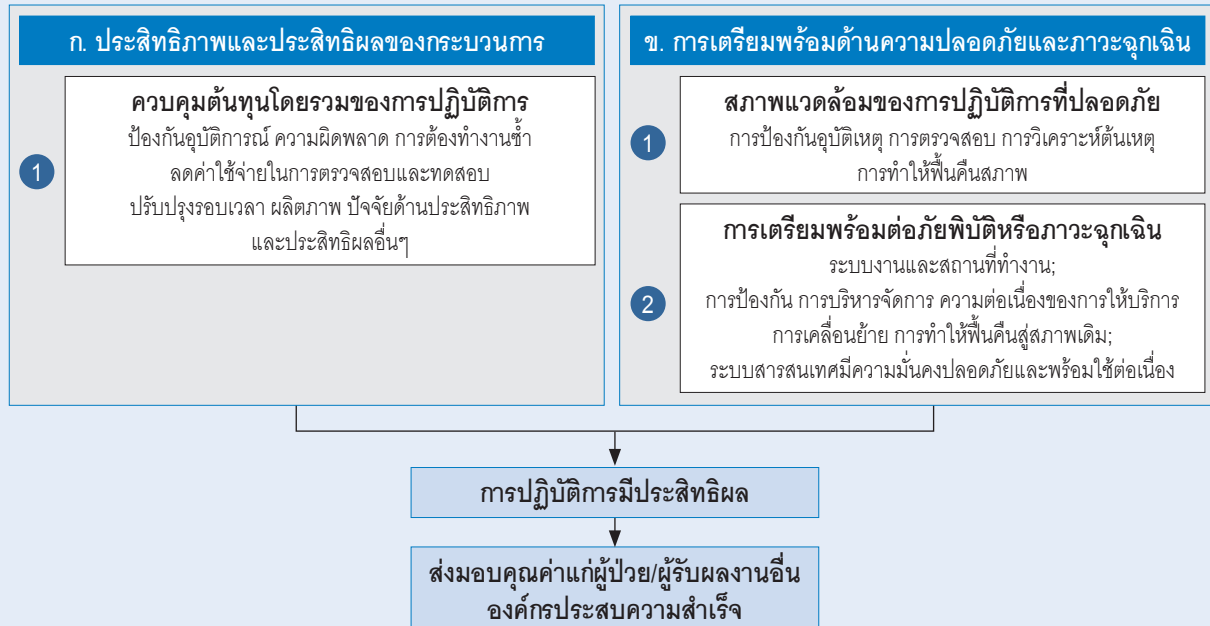 ก. ประสิทธิภาพและประสิทธิผลของกระบวนการ
1
ควบคุมต้นทุนโดยรวมของการปฏิบัติการ
ป้องกันอุบัติการณ์ ความผิดพลาด การต้องทำงานซ้ำ
ลดค่าใช้จ่ายในการตรวจสอบและทดสอบ
ปรับปรุงรอบเวลา ผลิตภาพ ปัจจัยด้านประสิทธิภาพ
และประสิทธิผลอื่นๆ
ข. การเตรียมพร้อมด้านความปลอดภัยและภาวะฉุกเฉิน
1
สภาพแวดล้อมของการปฏิบัติการที่ปลอดภัย
การป้องกันอุบัติเหตุ การตรวจสอบ การวิเคราะห์ต้นเหตุ
การทำให้ฟื้นคืนสภาพ
2
การเตรียมพร้อมต่อภัยพิบัติหรือภาวะฉุกเฉิน
ระบบงานและสถานที่ทำงาน;
การป้องกัน การบริหารจัดการ ความต่อเนื่องของการให้บริการ
การเคลื่อนย้าย การทำให้ฟื้นคืนสู่สภาพเดิม;
ระบบสารสนเทศมีความมั่นคงปลอดภัยและพร้อมใช้ต่อเนื่อง
การปฏิบัติการมีประสิทธิผล
ส่งมอบคุณค่าแก่ผู้ป่วย/ผู้รับผลงานอื่น
องค์กรประสบความสำเร็จ